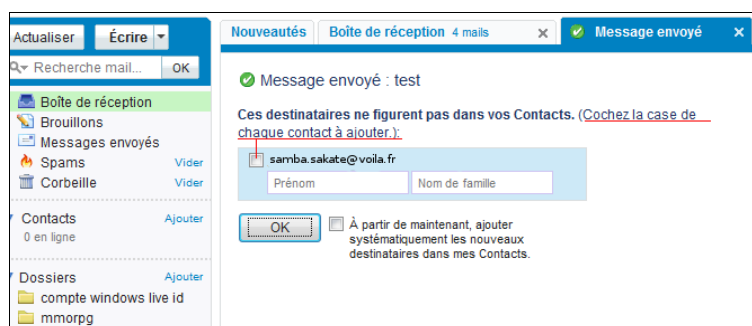 Actualiser Écrire
Recherche mail... OK
Boîte de réception
Brouillons
Messages envoyés
Spams Vider
Corbeille Vider
Contacts Ajouter
0 en ligne
Dossiers Ajouter
compte windows live id
mmorpg
Nouveautés Boîte de réception 4 mails x Message envoyé x
Message envoyé : test
Ces destinataires ne figurent pas dans vos Contacts. (Cochez la case de
chaque contact à ajouter.):
samba.sakate@voila.fr
Prénom Nom de famille
OK
À partir de maintenant, ajouter
systématiquement les nouveaux
destinataires dans mes Contacts.